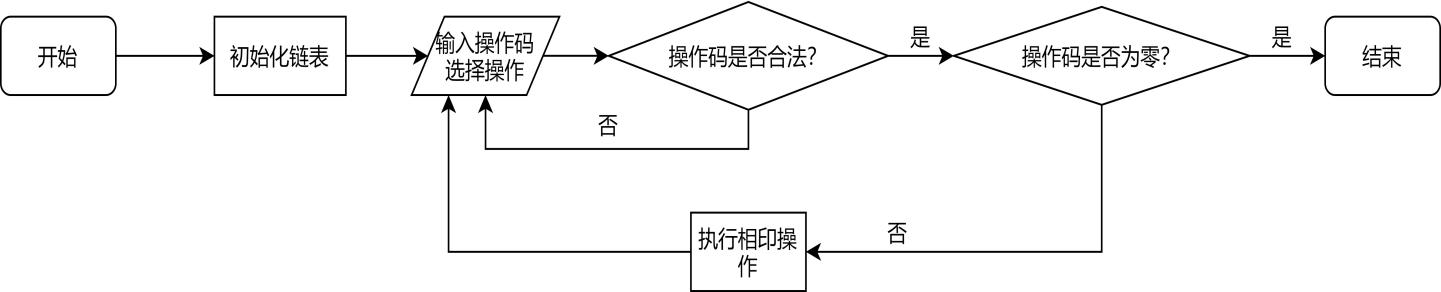 开始
初始化链表
输入操作码
选择操作
操作码是否合法?
是
操作码是否为零?
是
结束
否
执行相印操
作
否